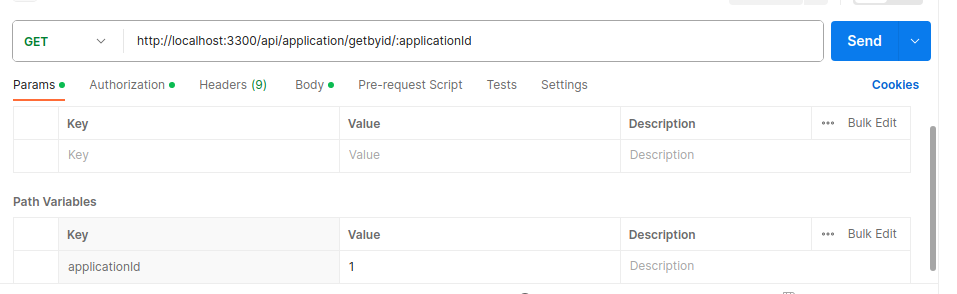 GET http://localhost:3300/api/application/getbyid/:applicationId Send
Params Authorization Headers (9) Body Pre-request Script Tests Settings Cookies
Key Value Description ••• Bulk Edit
Key Value Description
Path Variables
Key Value Description ••• Bulk Edit
applicationId 1 Description